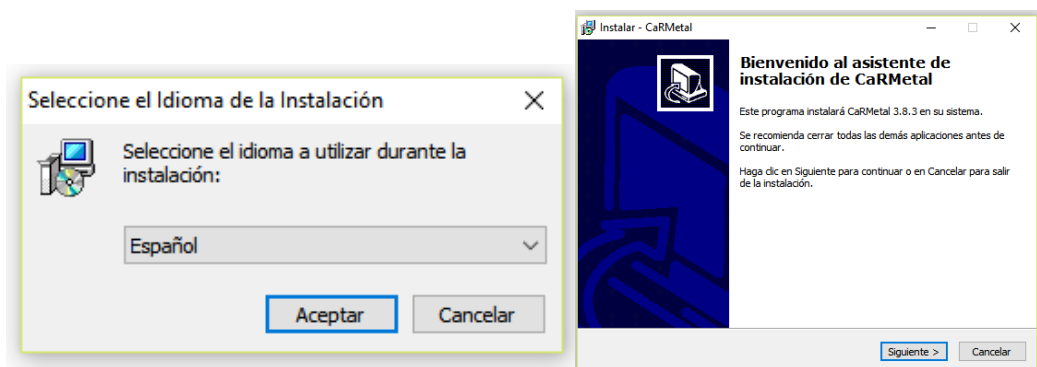 Seleccione el Idioma de la Instalación
Seleccione el idioma a utilizar durante la
instalación:
Español
Aceptar
Cancelar
Instalar - CaRMetal
Bienvenido al asistente de
instalación de CaRMetal
Este programa instalará CaRMetal 3.8.3 en su sistema.
Se recomienda cerrar todas las demás aplicaciones antes de
continuar.
Haga clic en Siguiente para continuar o en Cancelar para salir
de la instalación.
Siguiente >
Cancelar